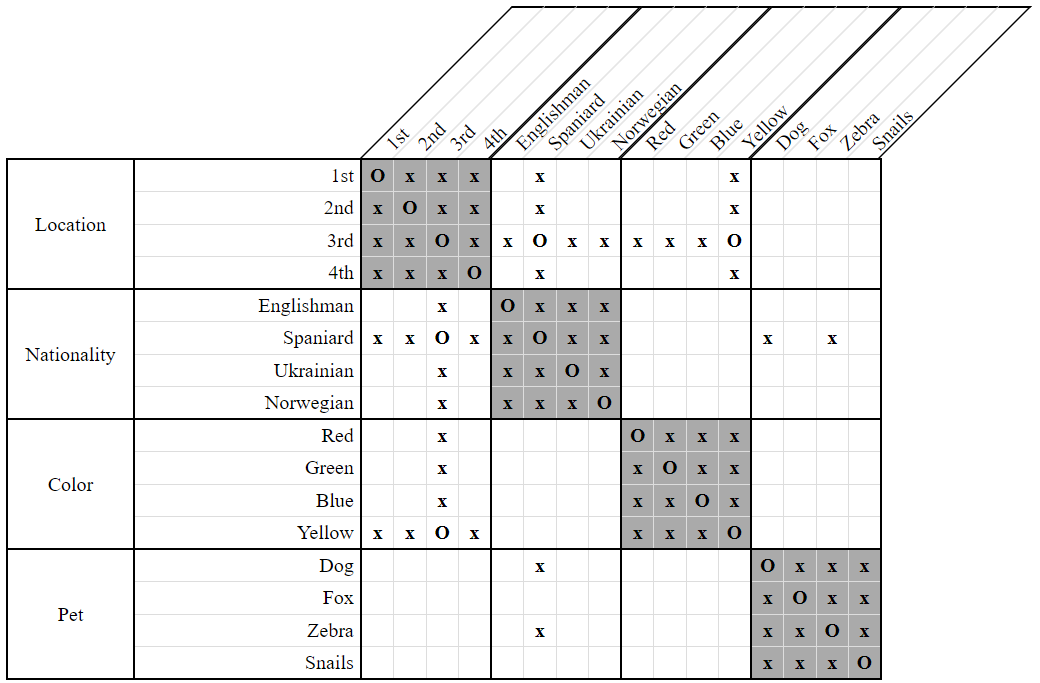 1st 2nd 3rd 4th Englishman Spaniard Ukrainian Norwegian Red Green Blue Yellow Dog Fox Zebra Snails
Location
1st O x x x x x
2nd x O x x x x
3rd x x O x x O x x x x x O
4th x x x O x x
Nationality
Englishman x O x x x
Spaniard x x O x x O x x x x
Ukrainian x x x O x
Norwegian x x x x O
Color
Red x O x x x
Green x x O x x
Blue x x x O x
Yellow x x O x x x x O
Pet
Dog x O x x x
Fox x O x x
Zebra x x x O x
Snails x x x O